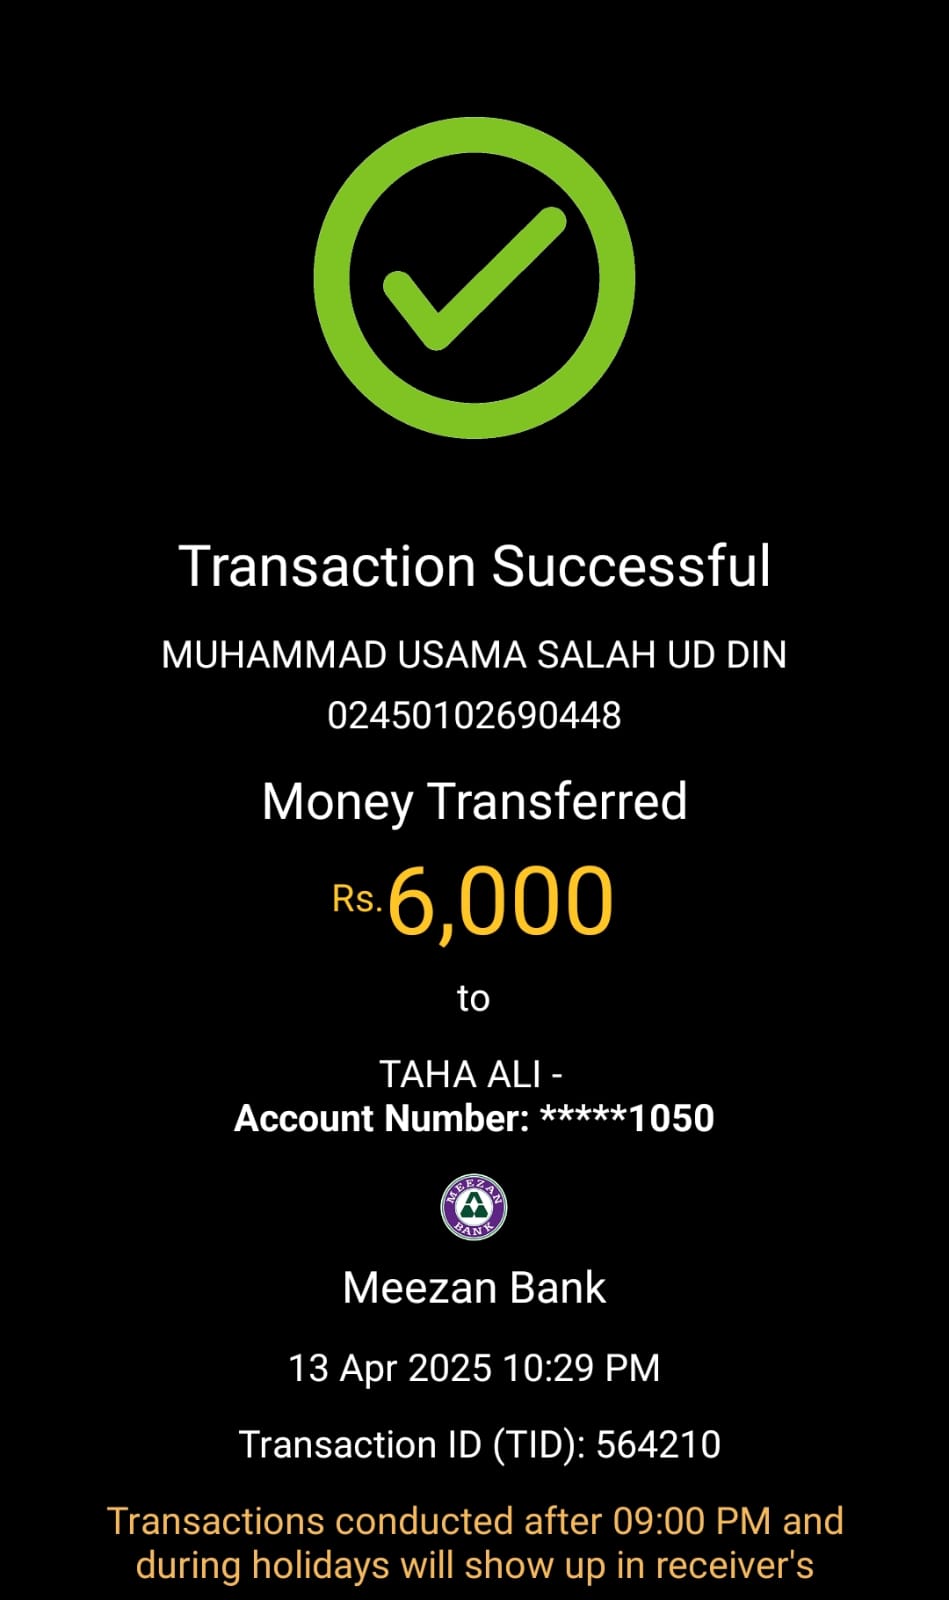 Transaction Successful
MUHAMMAD USAMA SALAH UD DIN
02450102690448
Money Transferred
Rs.6,000
to
TAHA ALI -
Account Number: *****1050
MEEZAN
BANK
Meezan Bank
13 Apr 2025 10:29 PM
Transaction ID (TID): 564210
Transactions conducted after 09:00 PM and
during holidays will show up in receiver's